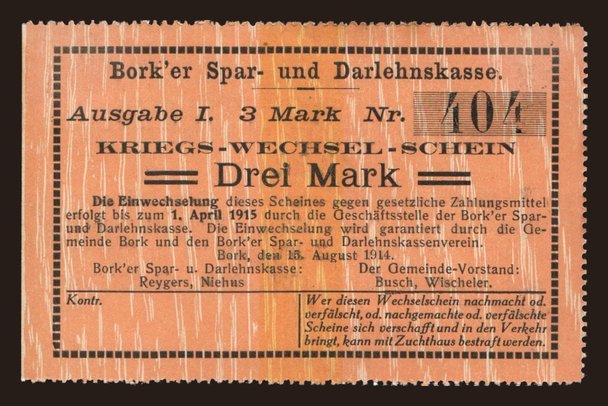 Bork'er Spar- und Darlehnskasse.
Ausgabe I. 3 Mark Nr. 404
KRIEGS-WECHSEL-SCHEIN
Drei Mark
Die Einwechselung dieses Scheines gegen gesetzliche Zahlungsmittel
erfolgt bis zum 1. April 1915 durch die Geschäftsstelle der Bork'er Spar-
und Darlehnskasse. Die Einwechselung wird garantiert durch die Ge-
meinde Bork und den Bork'er Spar- und Darlehnskassenverein.
Bork, den 15. August 1914.
Bork'er Spar- u. Darlehnskasse:
Reygers, Niehus
Der Gemeinde-Vorstand:
Busch, Wischeler.
Kontr.
Wer diesen Wechselschein nachmacht od.
verfälscht, od. nachgemachte od. verfälschte
Scheine sich verschafft und in den Verkehr
bringt, kann mit Zuchthaus bestraft werden.